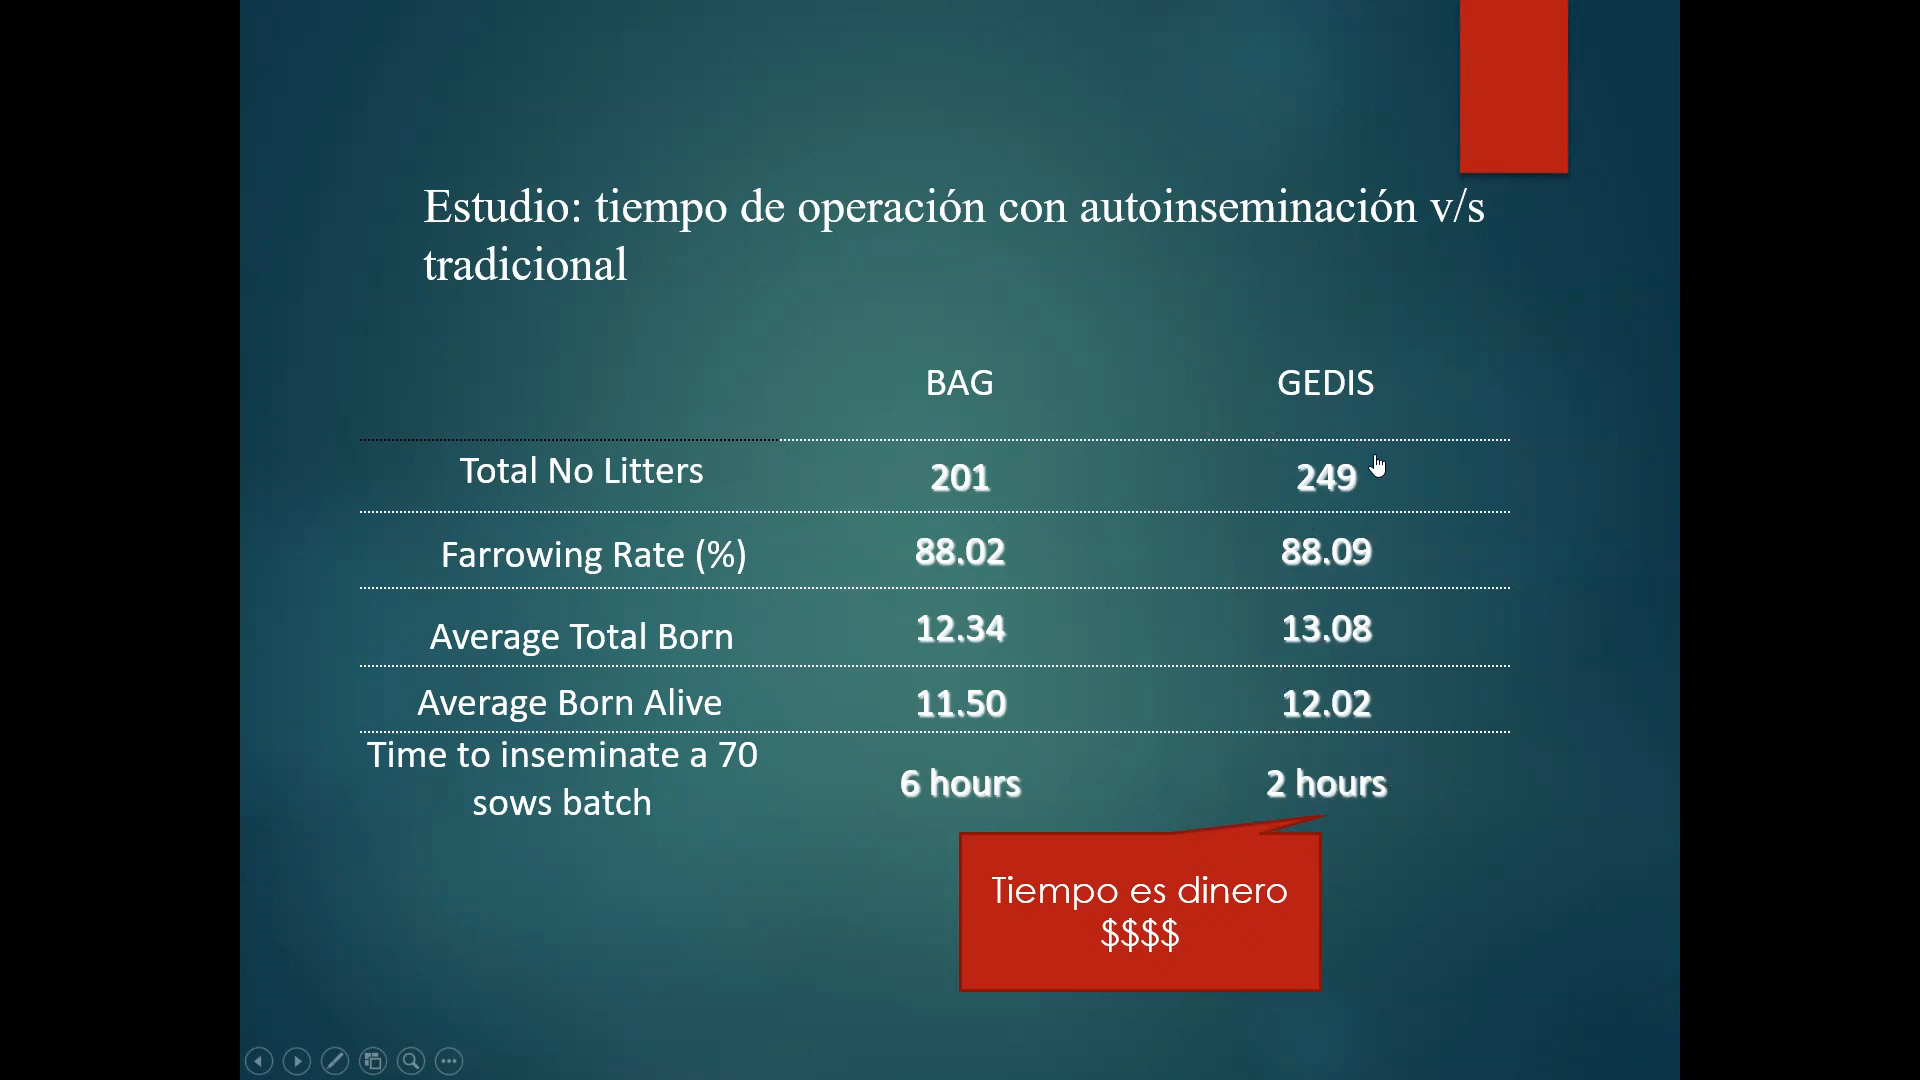 Estudio: tiempo de operación con autoinseminación v/s
tradicional
BAG GEDIS
Total No Litters 201 249
Farrowing Rate (%) 88.02 88.09
Average Total Born 12.34 13.08
Average Born Alive 11.50 12.02
Time to inseminate a 70
sows batch 6 hours 2 hours
Tiempo es dinero
$$$$